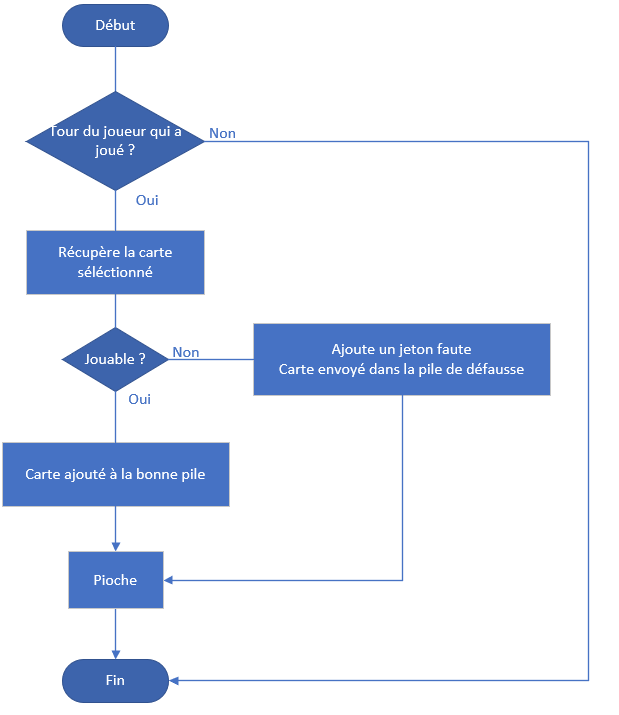 Début
Tour du joueur qui a
joué ?
Non
Oui
Récupère la carte
séléctionné
Jouable ?
Non
Ajoute un jeton faute
Carte envoyé dans la pile de défausse
Oui
Carte ajouté à la bonne pile
Pioche
Fin